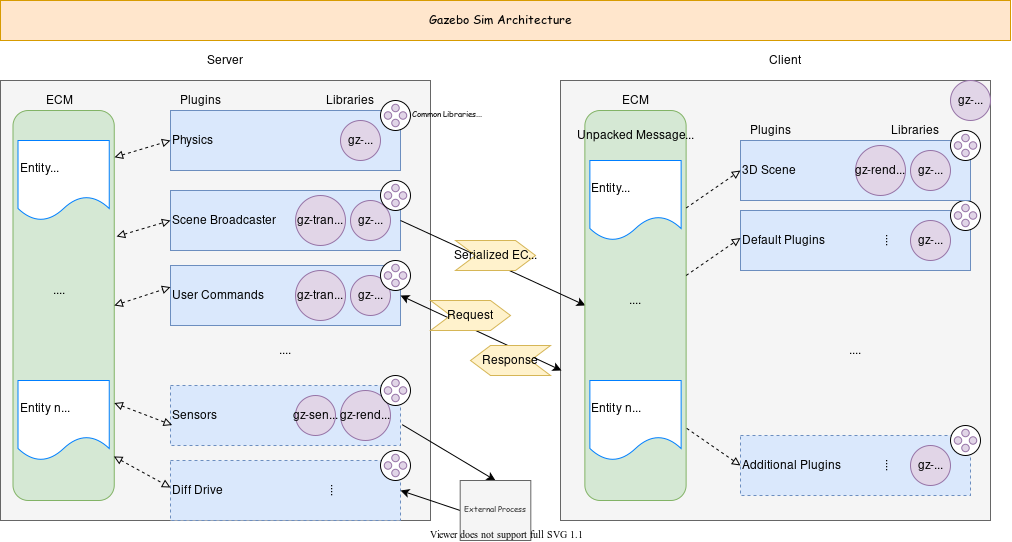 Gazebo Sim Architecture
Server
Client
ECM
Plugins
Libraries
Common Libraries...
Physics
gz-...
Entity...
Scene Broadcaster
gz-tran...
gz-...
....
User Commands
gz-tran...
gz-...
....
Entity n...
Sensors
gz-sen...
gz-rend...
Diff Drive
Serialized EC...
Request
Response
External Process
ECM
gz-...
Unpacked Message...
Plugins
Libraries
Entity...
3D Scene
gz-rend...
gz-...
Default Plugins
gz-...
....
....
Entity n...
Additional Plugins
gz-...
Viewer does not support full SVG 1.1